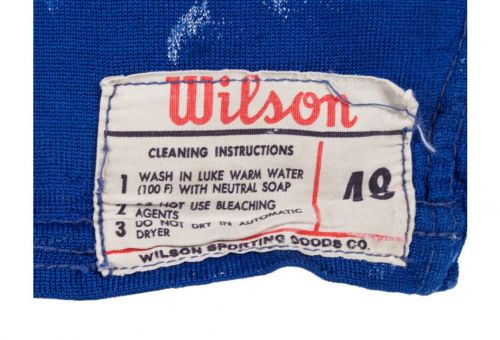 Wilson
CLEANING INSTRUCTIONS
1 WASH IN LUKE WARM WATER
(100 F) WITH NEUTRAL SOAP
2 DO NOT USE BLEACHING
AGENTS
3 DO NOT DRY IN AUTOMATIC
DRYER
WILSON SPORTING GOODS CO.